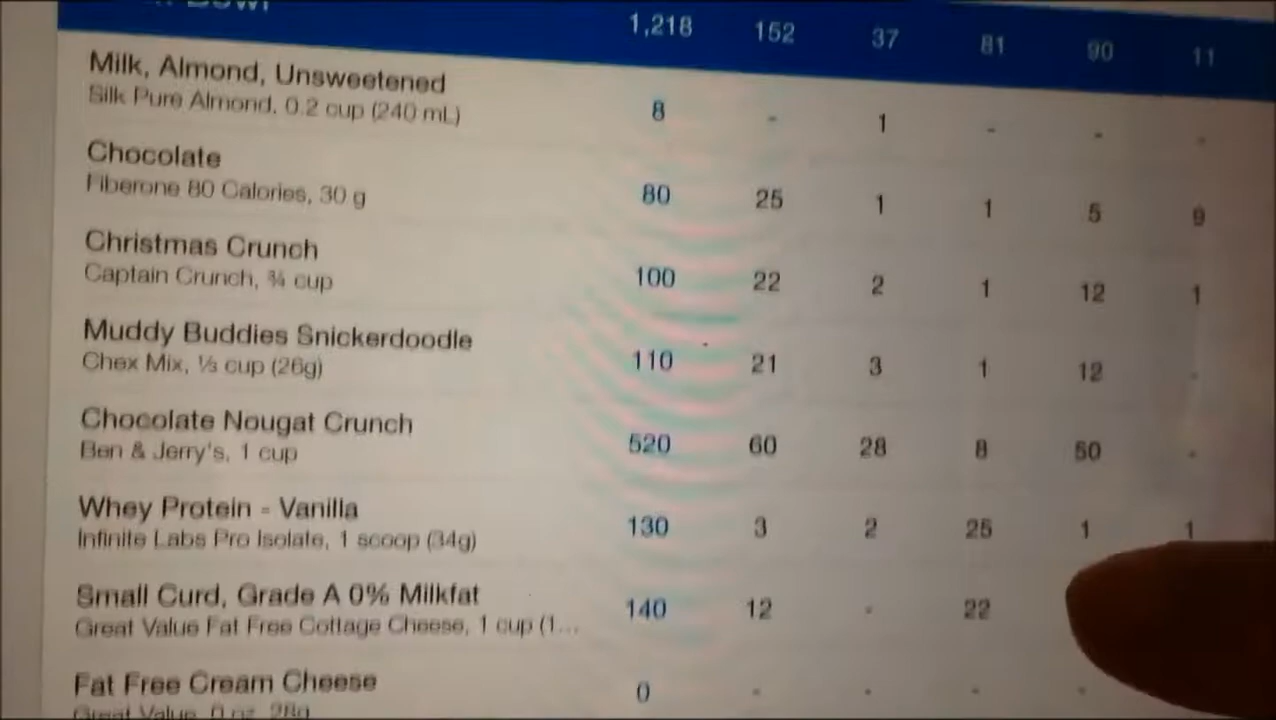 1,218 152 37 81 90 11
Milk, Almond, Unsweetened
Silk Pure Almond, 0.2 cup (240 mL)
8 - 1 - - -
Chocolate
Fiberone 80 Calories, 30 g
80 25 1 1 5 9
Christmas Crunch
Captain Crunch, ¾ cup
100 22 2 1 12 1
Muddy Buddies Snickerdoodle
Chex Mix, ⅓ cup (26g)
110 21 3 1 12 -
Chocolate Nougat Crunch
Ben & Jerry's, 1 cup
520 60 28 8 50 -
Whey Protein - Vanilla
Infinite Labs Pro Isolate, 1 scoop (34g)
130 3 2 25 1 1
Small Curd, Grade A 0% Milkfat
Great Value Fat Free Cottage Cheese, 1 cup (1...
140 12 - 22
Fat Free Cream Cheese
Great Value, 0 oz, 28g
0 - - - -